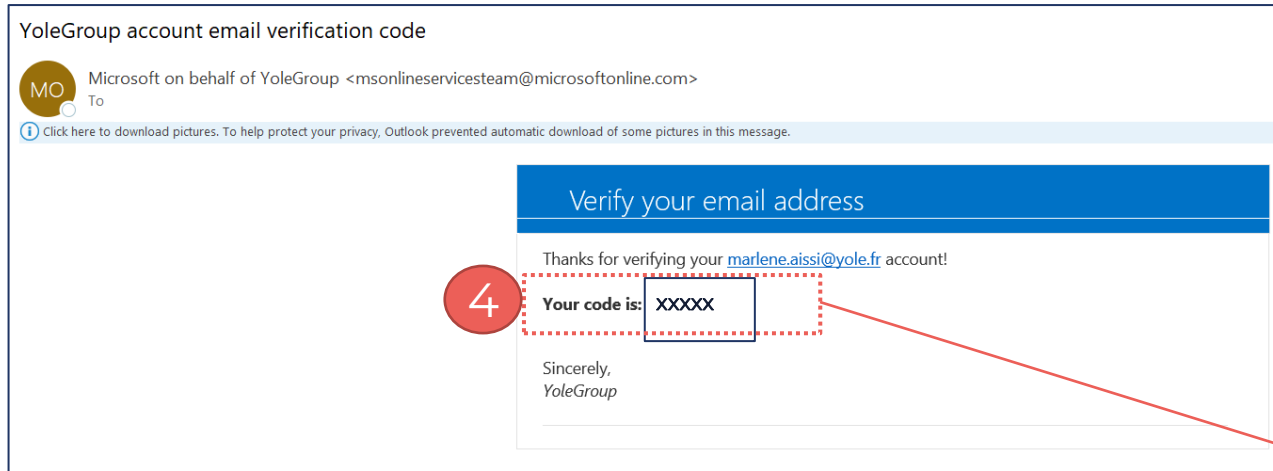 YoleGroup account email verification code
MO
Microsoft on behalf of YoleGroup <msonlineservicesteam@microsoftonline.com>
To
i Click here to download pictures. To help protect your privacy, Outlook prevented automatic download of some pictures in this message.
Verify your email address
Thanks for verifying your marlene.aissi@yole.fr account!
4 Your code is: XXXXX
Sincerely,
YoleGroup